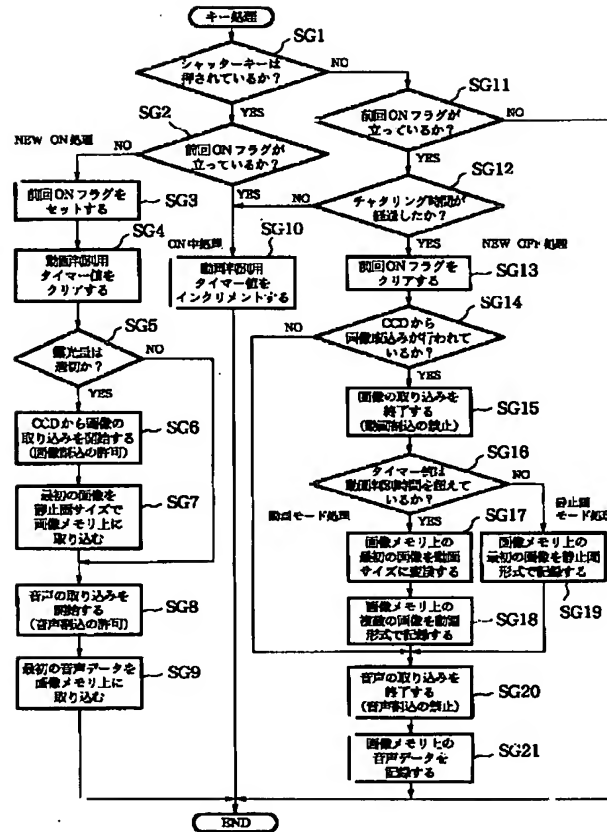 キー処理
SG1
シャッターキーは
押されているか?
NO
YES
SG2
前回ONフラグが
立っているか?
NO
YES
NEW ON処理
SG3
前回ONフラグを
セットする
SG4
動画判別用
タイマー値を
クリアする
SG5
露光量は
適切か?
NO
YES
SG6
CCDから画像の
取り込みを開始する
(画像割込の許可)
SG7
最初の画像を
静止画サイズで
画像メモリ上に
取り込む
SG8
音声の取り込みを
開始する
(音声割込の許可)
SG9
最初の音声データを
画像メモリ上に
取り込む
ON中処理
SG10
動画判別用
タイマー値を
インクリメントする
SG11
前回ONフラグが
立っているか?
NO
YES
SG12
チャタリング時間が
経過したか?
NO
YES
NEW OFF 処理
SG13
前回ONフラグを
クリアする
SG14
CCDから
画像取込みが行われて
いるか?
NO
YES
SG15
画像の取り込みを
終了する
(動画割込の禁止)
SG16
タイマー値は
動画判別時間を超えて
いるか?
NO
YES
動画モード処理
静止画
モード処理
SG17
画像メモリ上の
最初の画像を動画
サイズに変換する
SG18
画像メモリ上の
複数の画像を動画
形式で記録する
画像メモリ上の
最初の画像を静止画
形式で記録する
SG19
SG20
音声の取り込みを
終了する
(音声割込の禁止)
SG21
画像メモリ上の
音声データを
記録する
END